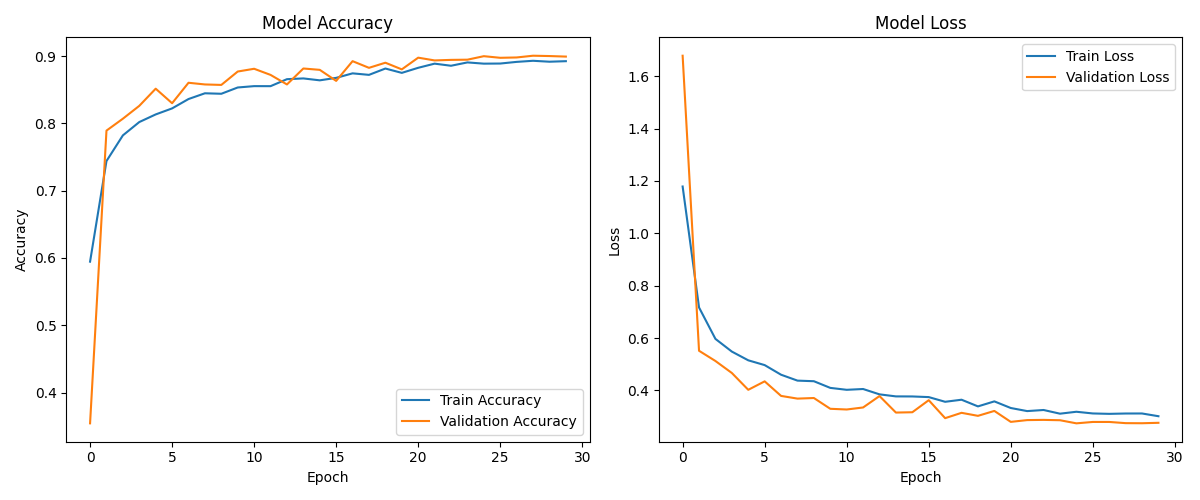 Model Accuracy
0.9
0.8
0.7
0.6
0.5
0.4
Accuracy
0
5
10
15
20
25
30
Epoch
Train Accuracy
Validation Accuracy
Model Loss
1.6
1.4
1.2
1.0
0.8
0.6
0.4
Loss
0
5
10
15
20
25
30
Epoch
Train Loss
Validation Loss